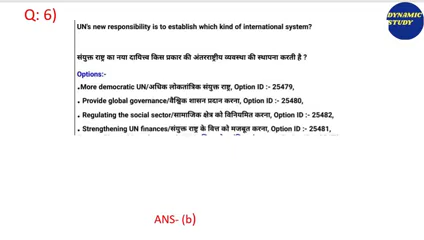 DYNAMIC
STUDY
Q: 6)
UN's new responsibility is to establish which kind of international system?
संयुक्त राष्ट्र का नया दायित्व किस प्रकार की अंतरराष्ट्रीय व्यवस्था की स्थापना करती है ?
Options:-
•More democratic UN/अधिक लोकतांत्रिक संयुक्त राष्ट्र, Option ID :- 25479,
• Provide global governance/वैश्विक शासन प्रदान करना, Option ID :- 25480,
• Regulating the social sector/सामाजिक क्षेत्र को विनियमित करना, Option ID :- 25482,
• Strengthening UN finances/संयुक्त राष्ट्र के वित्त को मजबूत करना, Option ID :- 25481,
ANS- (b)